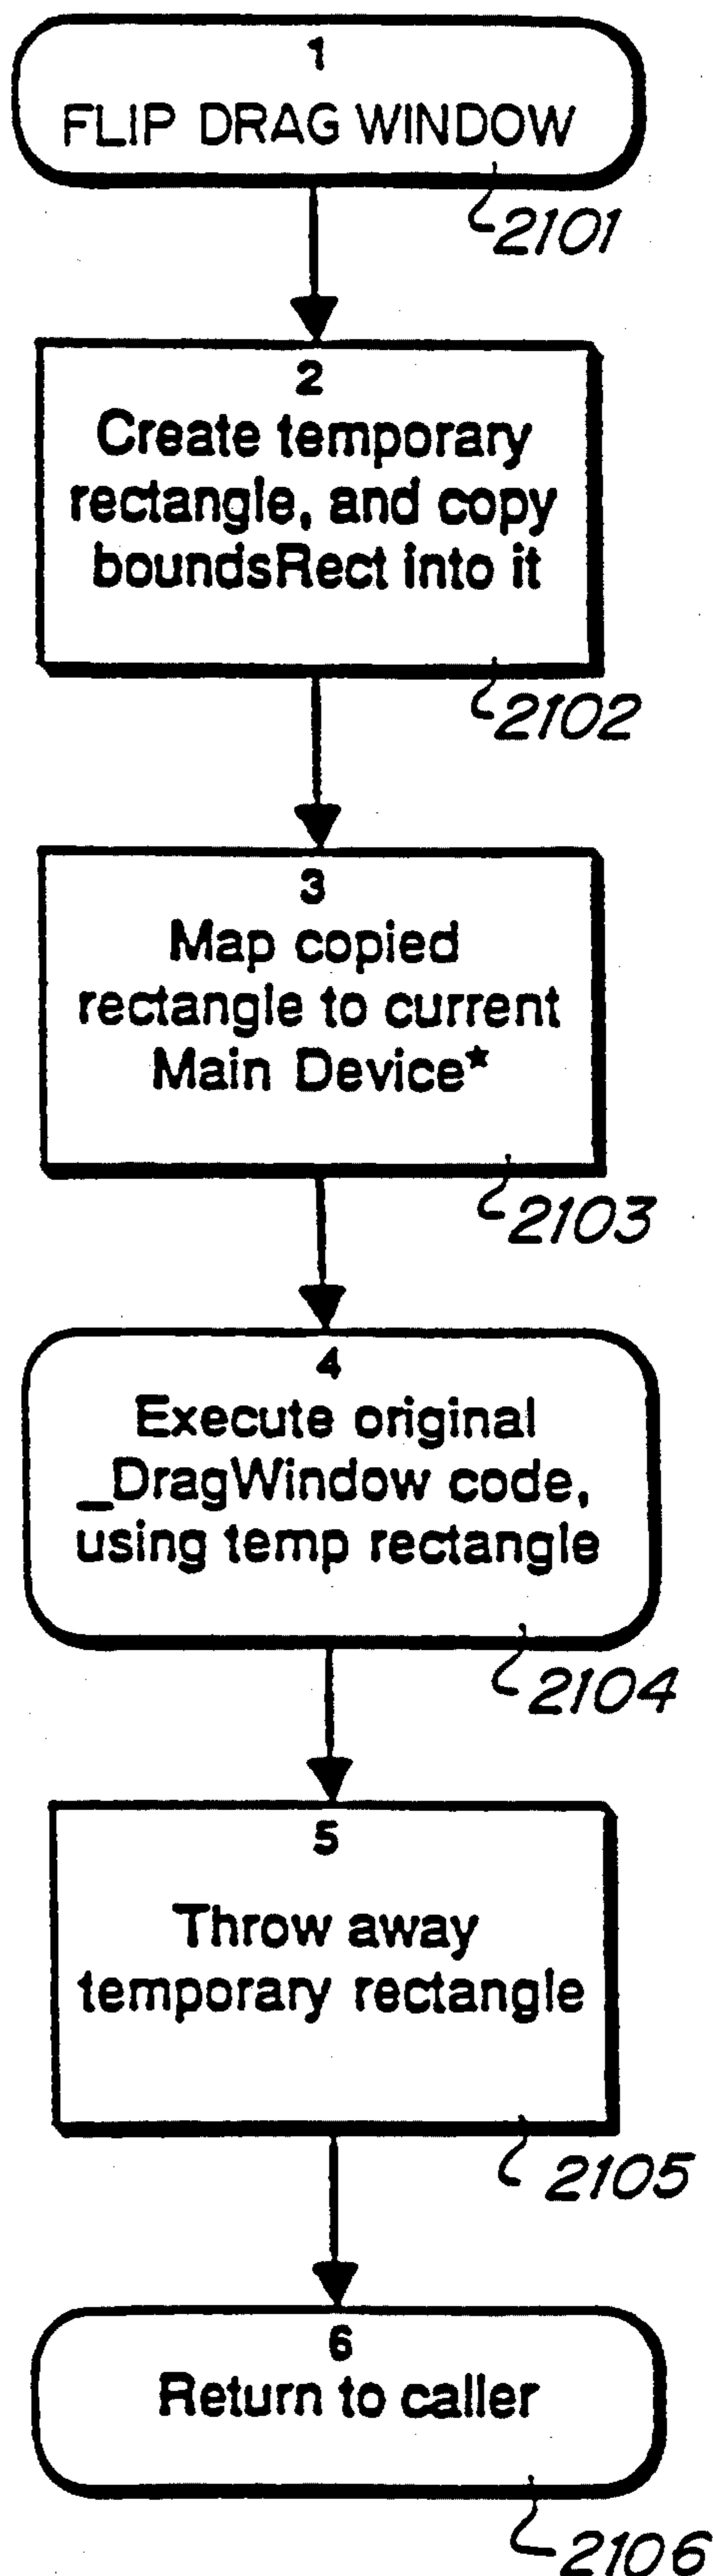 1
FLIP DRAG WINDOW
2101
2
Create temporary
rectangle, and copy
boundsRect into it
2102
3
Map copied
rectangle to current
Main Device*
2103
4
Execute original
_DragWindow code,
using temp rectangle
2104
5
Throw away
temporary rectangle
2105
6
Return to caller
2106